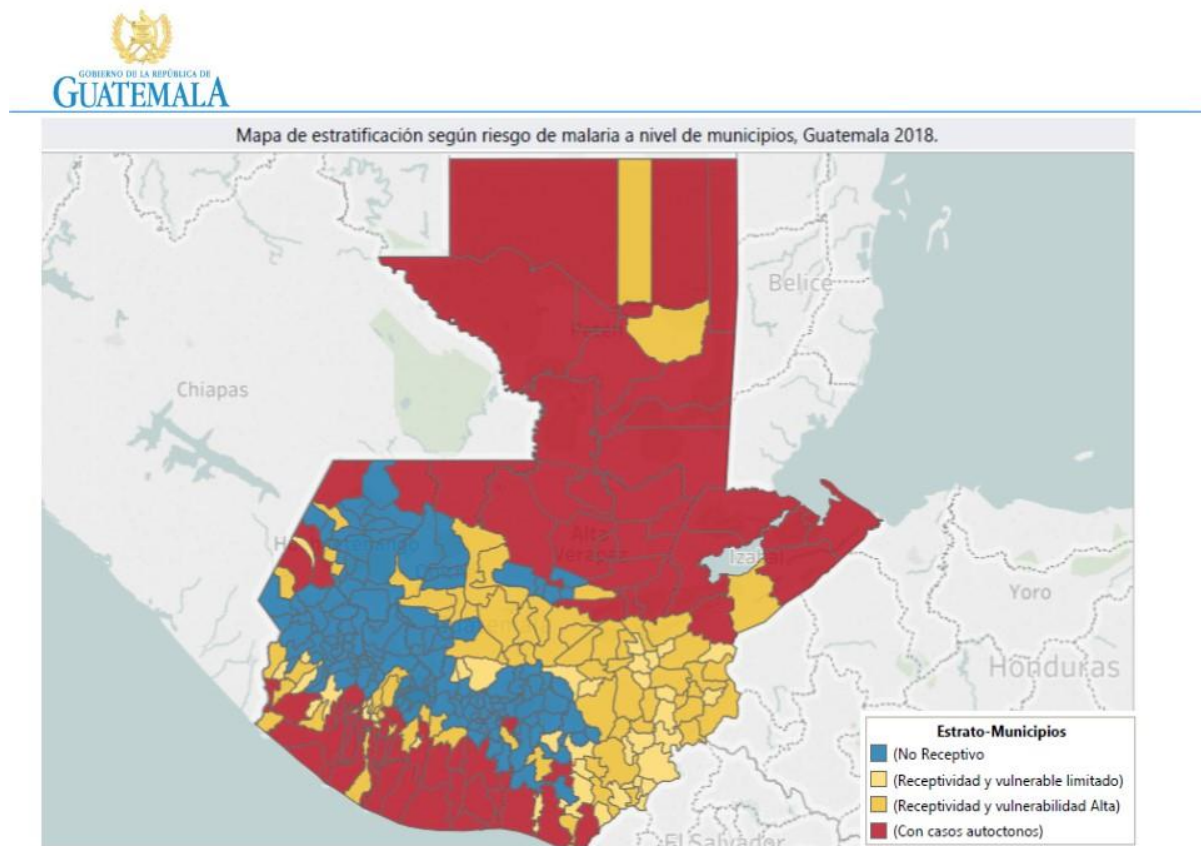 GOBIERNO DE LA REPÚBLICA DE
GUATEMALA
Mapa de estratificación según riesgo de malaria a nivel de municipios, Guatemala 2018.
Belice
Chiapas
Alta
Verapaz
Izabal
Yoro
Honduras
El Salvador
Estrato-Municipios
(No Receptivo
(Receptividad y vulnerable limitado)
(Receptividad y vulnerabilidad Alta)
(Con casos autoctonos)